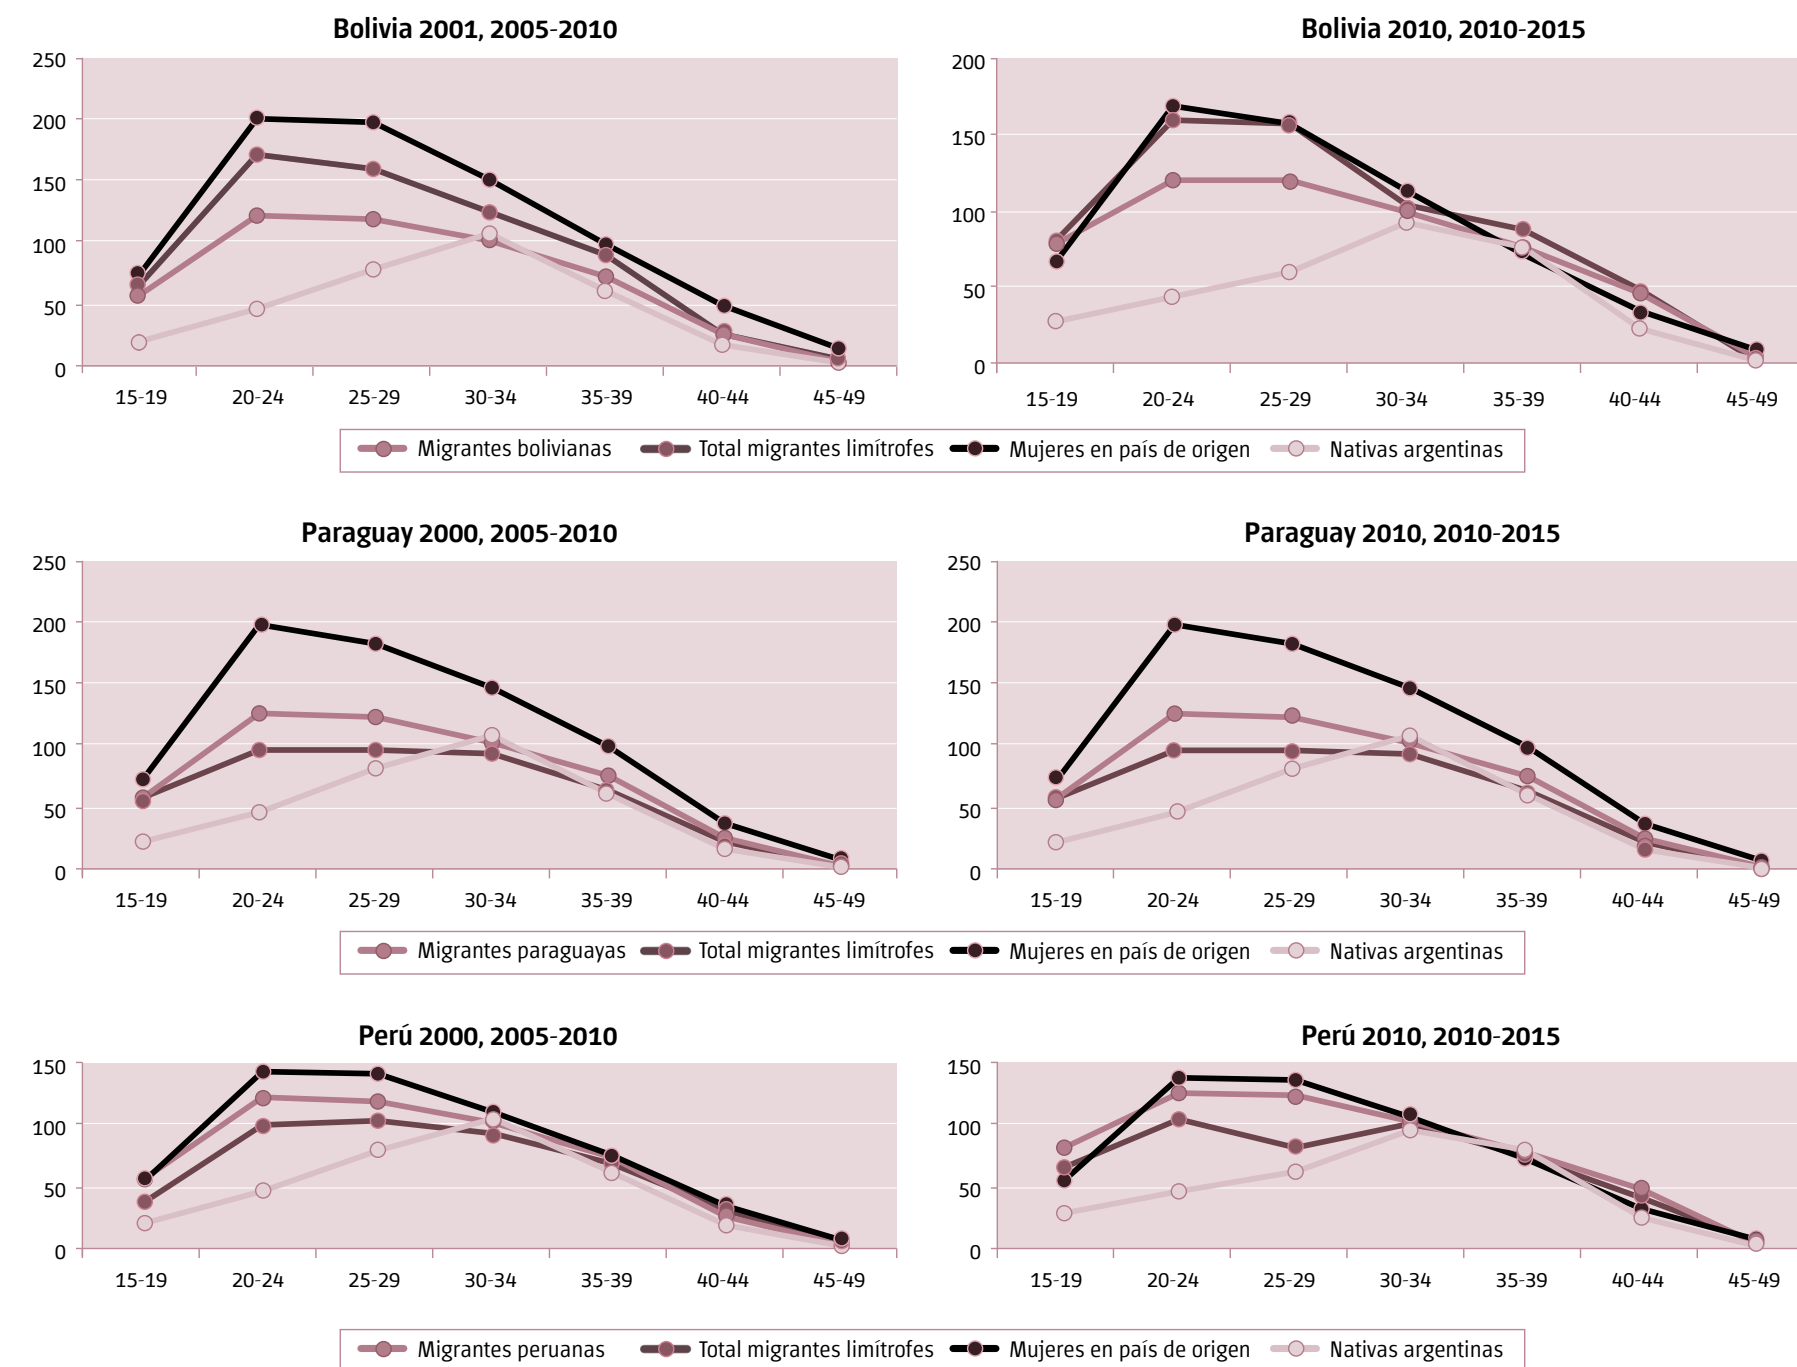 Bolivia 2001, 2005-2010
250
200
150
100
50
0
15-19 20-24 25-29 30-34 35-39 40-44 45-49
Bolivia 2010, 2010-2015
200
150
100
50
0
15-19 20-24 25-29 30-34 35-39 40-44 45-49
Migrantes bolivianas Total migrantes limítrofes Mujeres en país de origen Nativas argentinas
Paraguay 2000, 2005-2010
250
200
150
100
50
0
15-19 20-24 25-29 30-34 35-39 40-44 45-49
Paraguay 2010, 2010-2015
250
200
150
100
50
0
15-19 20-24 25-29 30-34 35-39 40-44 45-49
Migrantes paraguayas Total migrantes limítrofes Mujeres en país de origen Nativas argentinas
Perú 2000, 2005-2010
150
100
50
0
15-19 20-24 25-29 30-34 35-39 40-44 45-49
Perú 2010, 2010-2015
150
100
50
0
15-19 20-24 25-29 30-34 35-39 40-44 45-49
Migrantes peruanas Total migrantes limítrofes Mujeres en país de origen Nativas argentinas